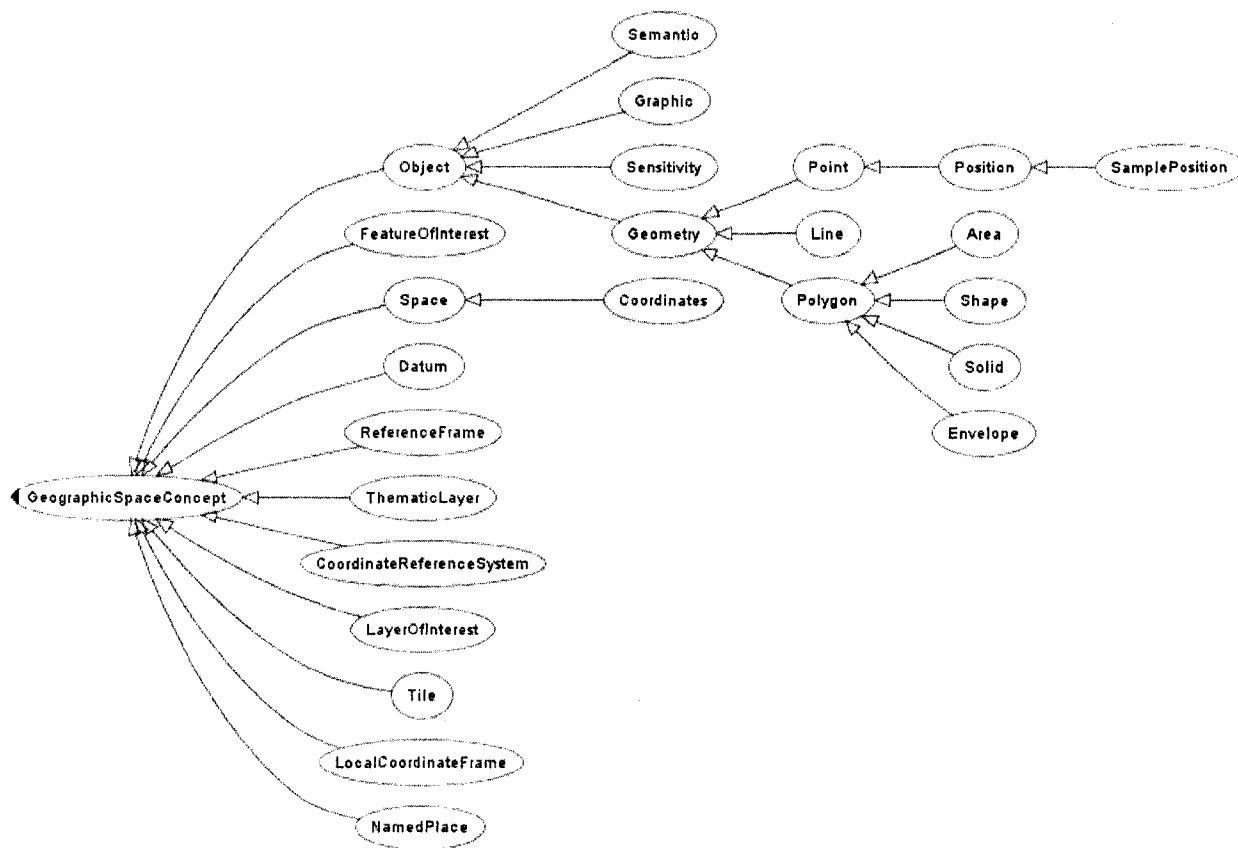 Semantio
Graphic
Object
Sensitivity
Point
Position
SamplePosition
FeatureOfInterest
Geometry
Line
Area
Space
Coordinates
Polygon
Shape
Datum
Solid
ReferenceFrame
Envelope
GeographicSpaceConcept
ThematicLayer
CoordinateReferenceSystem
LayerOfInterest
Tile
LocalCoordinateFrame
NamedPlace